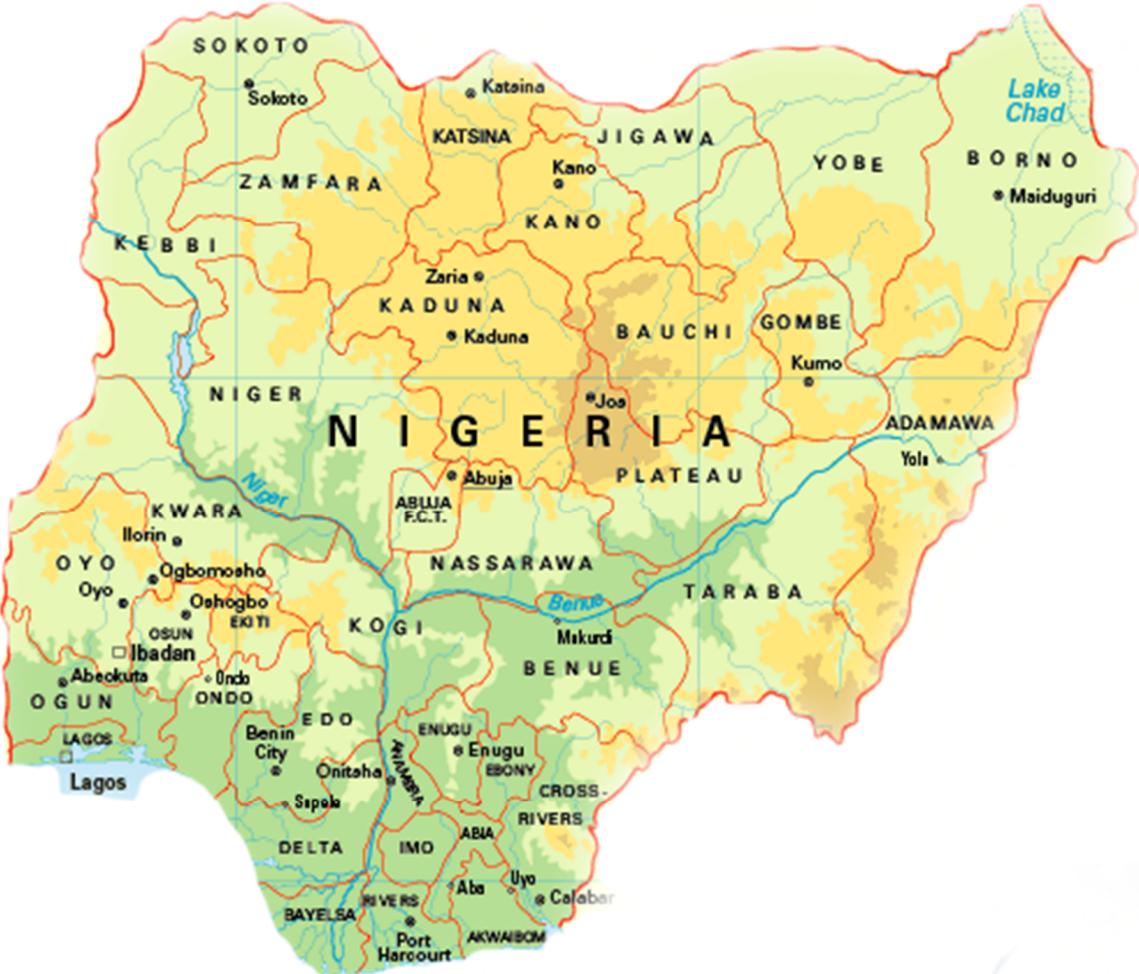 SOKOTO
Sokoto
Katsina
KATSINA
JIGAWA
Lake
Chad
Kano
KANO
ZAMFARA
YOBE
BORNO
Maiduguri
KEBBI
Zaria
KADUNA
Kaduna
BAUCHI
GOMBE
Kumo
NIGER
Jos
NIGERIA
ADAMAWA
Yola
PLATEAU
Abuja
ABUJA
F.C.T.
Niger
KWARA
Ilorin
OYO
Ogbomosho
Oyo
Oshogbo
EKITI
OSUN
Ibadan
NASSARAWA
Benue
TARABA
KOGI
Makurdi
BENUE
Abeokuta
Ondo
ONDO
OGUN
LAGOS
Lagos
EDO
Benin
City
ENUGU
Enugu
EBONY
ANAMBRA
Onitsha
Sapele
CROSS-
RIVERS
DELTA
IMO
ABIA
Aba
Uyo
Calabar
BAYELSA
RIVERS
Port
Harcourt
AKWAIBOM